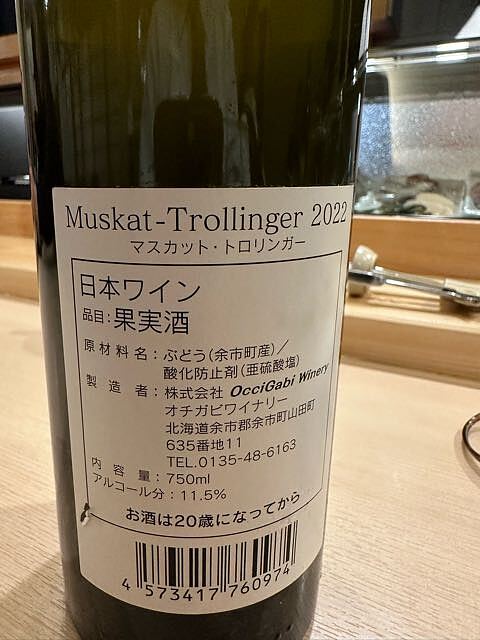 Muskat-Trollinger 2022
マスカット・トロリンガー
日本ワイン
品目:果実酒
原材料名:ぶどう(余市町産)/
酸化防止剤(亜硫酸塩)
製造者:株式会社 OcciGabi Winery
オチガビワイナリー
北海道余市郡余市町山田町
635番地11
TEL.0135-48-6163
内容量:750ml
アルコール分:11.5%
お酒は20歳になってから
4 573417 760974